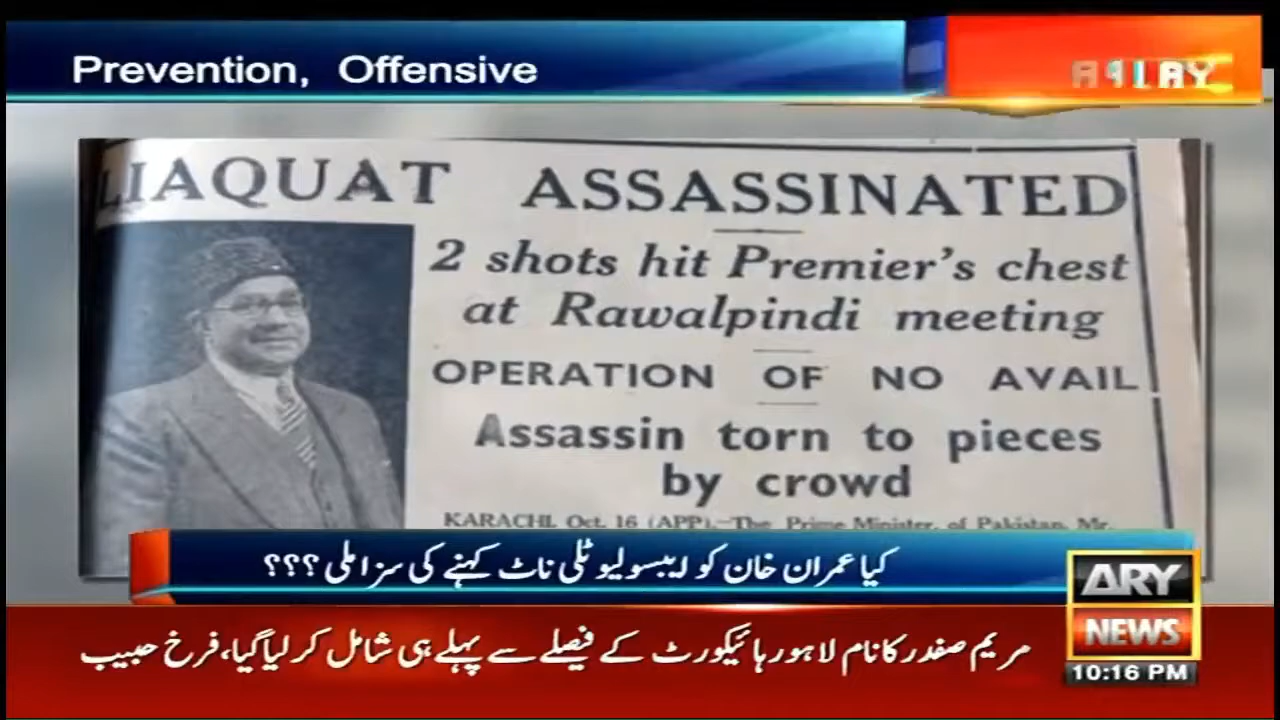 Prevention, Offensive
LIAQUAT ASSASSINATED
2 shots hit Premier's chest
at Rawalpindi meeting
OPERATION OF NO AVAIL
Assassin torn to pieces
by crowd
KARACHI, Oct. 16 (APP).—The Prime Minister, of Pakistan, Mr.
کیا عمران خان کو ایبسولیوٹلی ناٹ کہنے کی سزا ملی ؟؟؟
ARY
NEWS
مریم صفدر کا نام لاہور ہائیکورٹ کے فیصلے سے پہلے ہی شامل کر لیا گیا، فرخ حبیب
10:16 PM